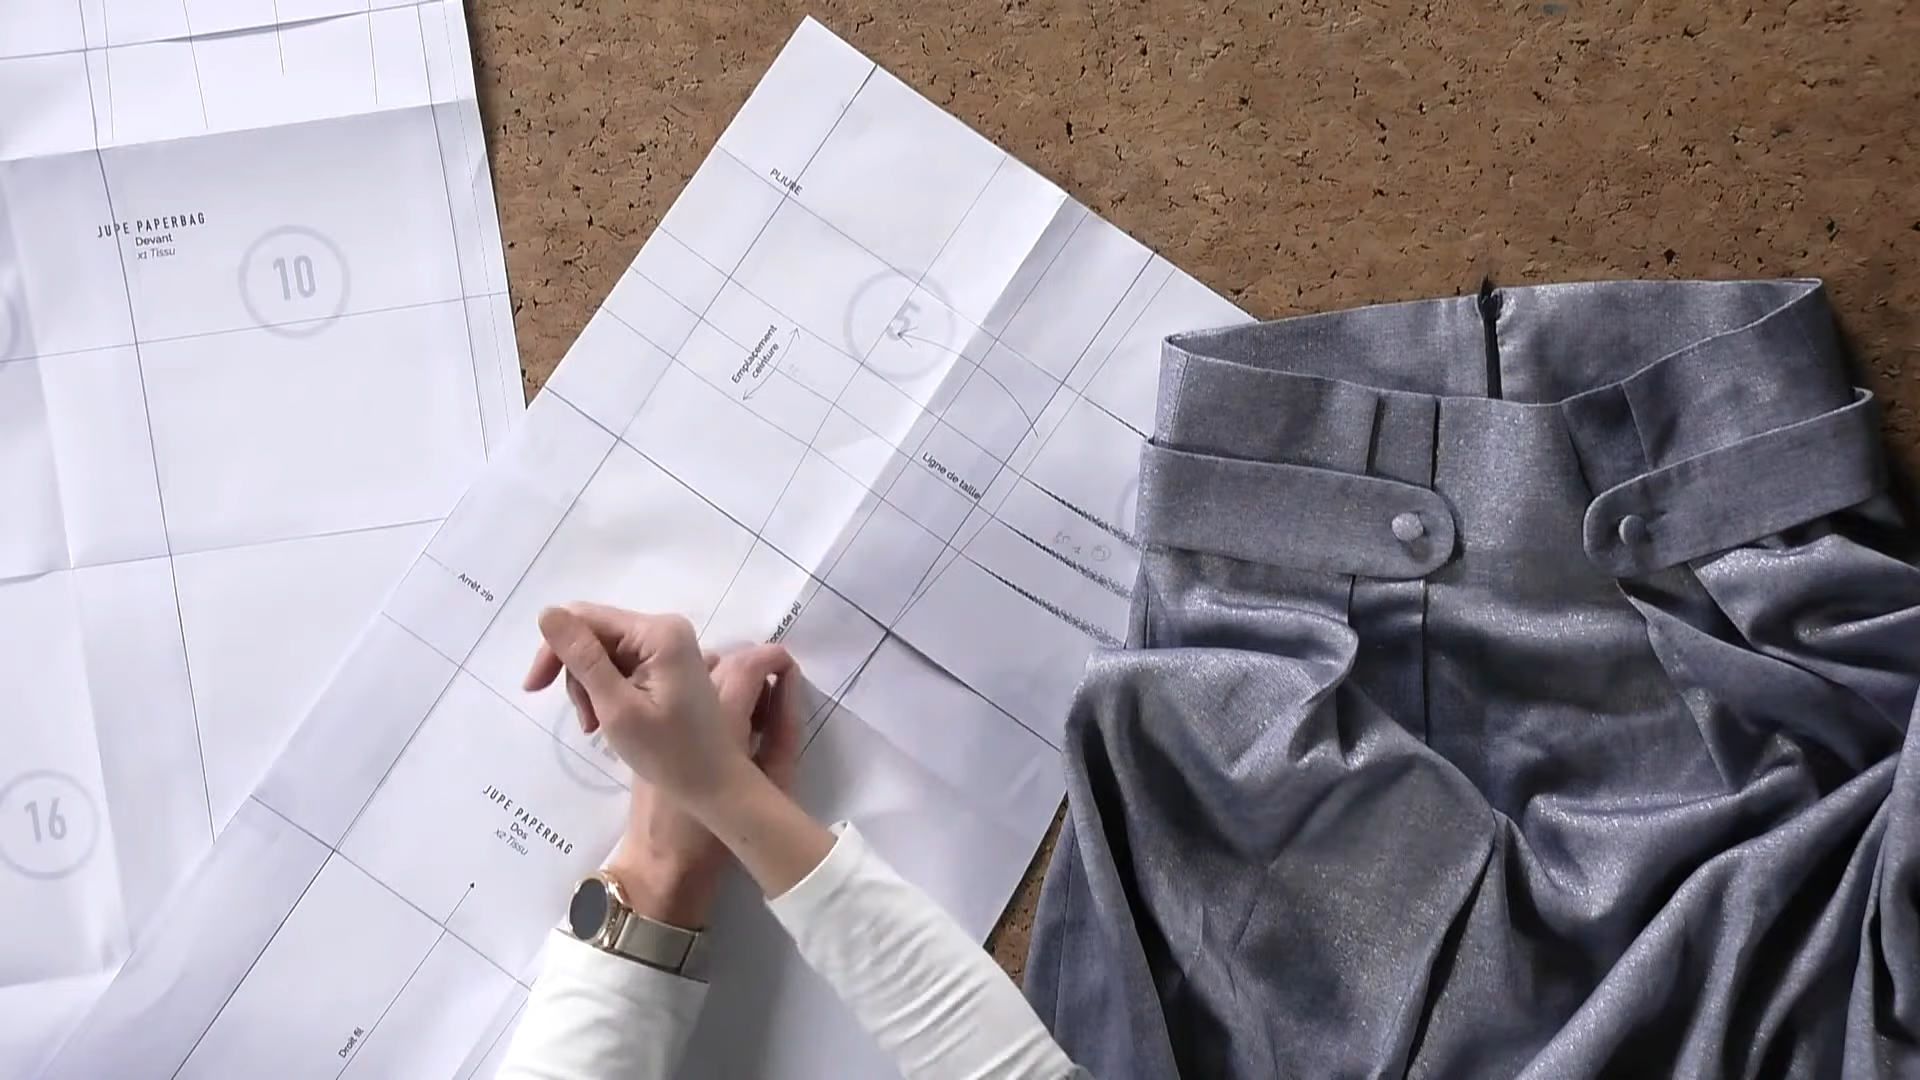 JUPE PAPERBAG
Devant
x1 Tissu
10
16
PLIURE
5
Emplacement
ceinture
Ligne de taille
Arrêt zip
JUPE PAPERBAG
Dos
x2 Tissu
Droit fil